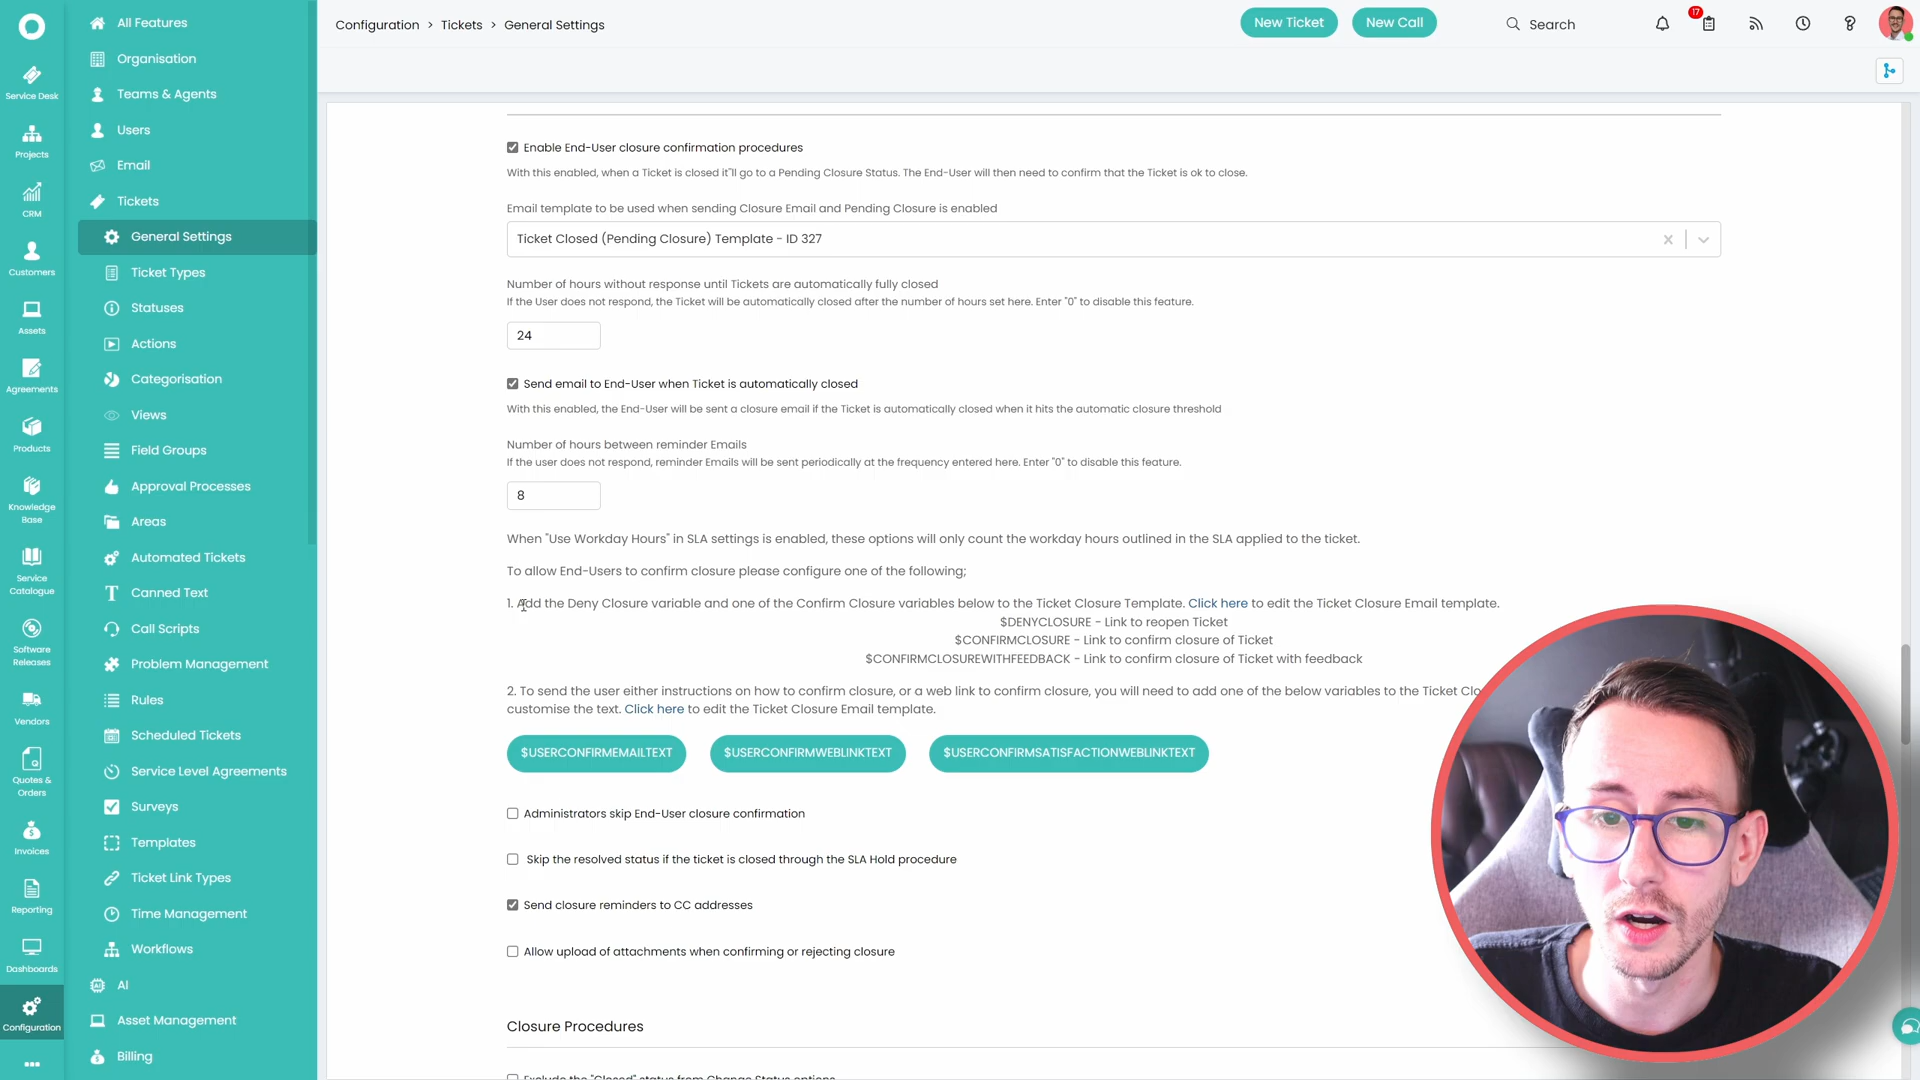 All Features
Organisation
Teams & Agents
Users
Email
Tickets
General Settings
Ticket Types
Statuses
Actions
Categorisation
Views
Field Groups
Approval Processes
Areas
Automated Tickets
Canned Text
Call Scripts
Problem Management
Rules
Scheduled Tickets
Service Level Agreements
Surveys
Templates
Ticket Link Types
Time Management
Workflows
AI
Asset Management
Billing
Service Desk
Projects
CRM
Customers
Assets
Agreements
Products
Knowledge
Base
Service
Catalogue
Software
Releases
Vendors
Quotes &
Orders
Invoices
Reporting
Dashboards
Configuration
Configuration > Tickets > General Settings
New Ticket
New Call
Search
17
Enable End-User closure confirmation procedures
With this enabled, when a Ticket is closed it'll go to a Pending Closure Status. The End-User will then need to confirm that the Ticket is ok to close.
Email template to be used when sending Closure Email and Pending Closure is enabled
Ticket Closed (Pending Closure) Template - ID 327
Number of hours without response until Tickets are automatically fully closed
If the User does not respond, the Ticket will be automatically closed after the number of hours set here. Enter "0" to disable this feature.
24
Send email to End-User when Ticket is automatically closed
With this enabled, the End-User will be sent a closure email if the Ticket is automatically closed when it hits the automatic closure threshold
Number of hours between reminder Emails
If the user does not respond, reminder Emails will be sent periodically at the frequency entered here. Enter "0" to disable this feature.
8
When "Use Workday Hours" in SLA settings is enabled, these options will only count the workday hours outlined in the SLA applied to the ticket.
To allow End-Users to confirm closure please configure one of the following;
1. Add the Deny Closure variable and one of the Confirm Closure variables below to the Ticket Closure Template. Click here to edit the Ticket Closure Email template.
$DENYCLOSURE - Link to reopen Ticket
$CONFIRMCLOSURE - Link to confirm closure of Ticket
$CONFIRMCLOSUREWITHFEEDBACK - Link to confirm closure of Ticket with feedback
2. To send the user either instructions on how to confirm closure, or a web link to confirm closure, you will need to add one of the below variables to the Ticket Clo
customise the text. Click here to edit the Ticket Closure Email template.
$USERCONFIRMEMAILTEXT
$USERCONFIRMWEBLINKTEXT
$USERCONFIRMSATISFACTIONWEBLINKTEXT
Administrators skip End-User closure confirmation
Skip the resolved status if the ticket is closed through the SLA Hold procedure
Send closure reminders to CC addresses
Allow upload of attachments when confirming or rejecting closure
Closure Procedures
Exclude the "Closed" status from Change Status options